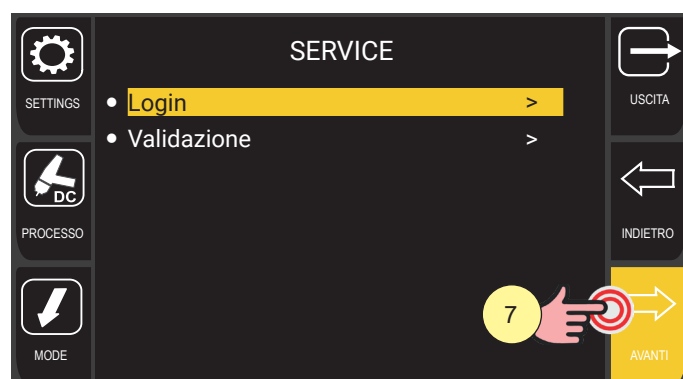 SERVICE
SETTINGS
• Login >
• Validazione >
DC
PROCESSO
MODE
USCITA
INDIETRO
7
AVANTI